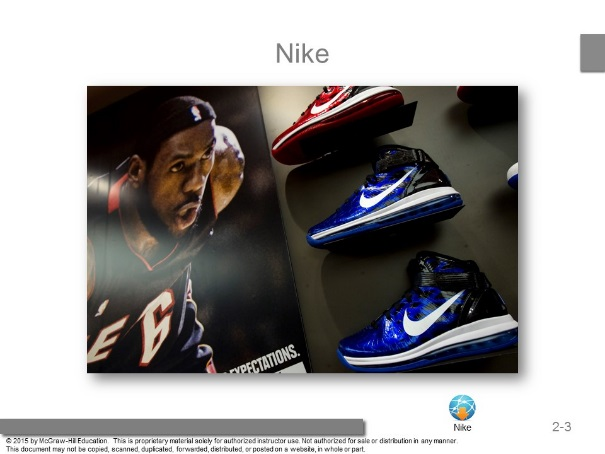 Nike
E
6
EXPECTATIONS.
Nike
2-3
© 2015 by McGraw-Hill Education. This is proprietary material solely for authorized instructor use. Not authorized for sale or distribution in any manner.
This document may not be copied, scanned, duplicated, forwarded, distributed, or posted on a website, in whole or part.